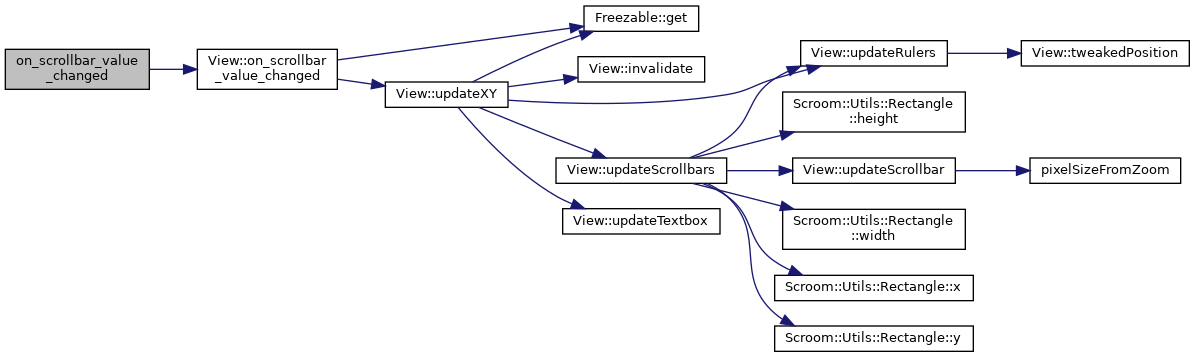 on_scrollbar_value
_changed
View::on_scrollbar
_value_changed
Freezable::get
View::updateXY
View::invalidate
View::updateScrollbars
View::updateTextbox
View::updateRulers
View::tweakedPosition
Scroom::Utils::Rectangle
::height
View::updateScrollbar
pixelSizeFromZoom
Scroom::Utils::Rectangle
::width
Scroom::Utils::Rectangle::x
Scroom::Utils::Rectangle::y